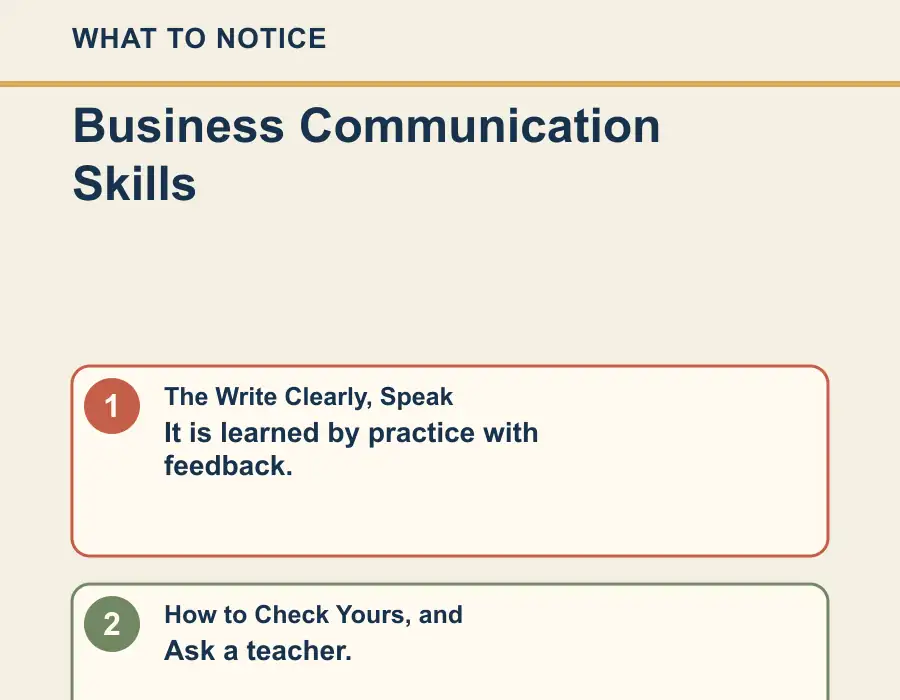 WHAT TO NOTICE
Business Communication
Skills
1
The Write Clearly, Speak
It is learned by practice with
feedback.
2
How to Check Yours, and
Ask a teacher.